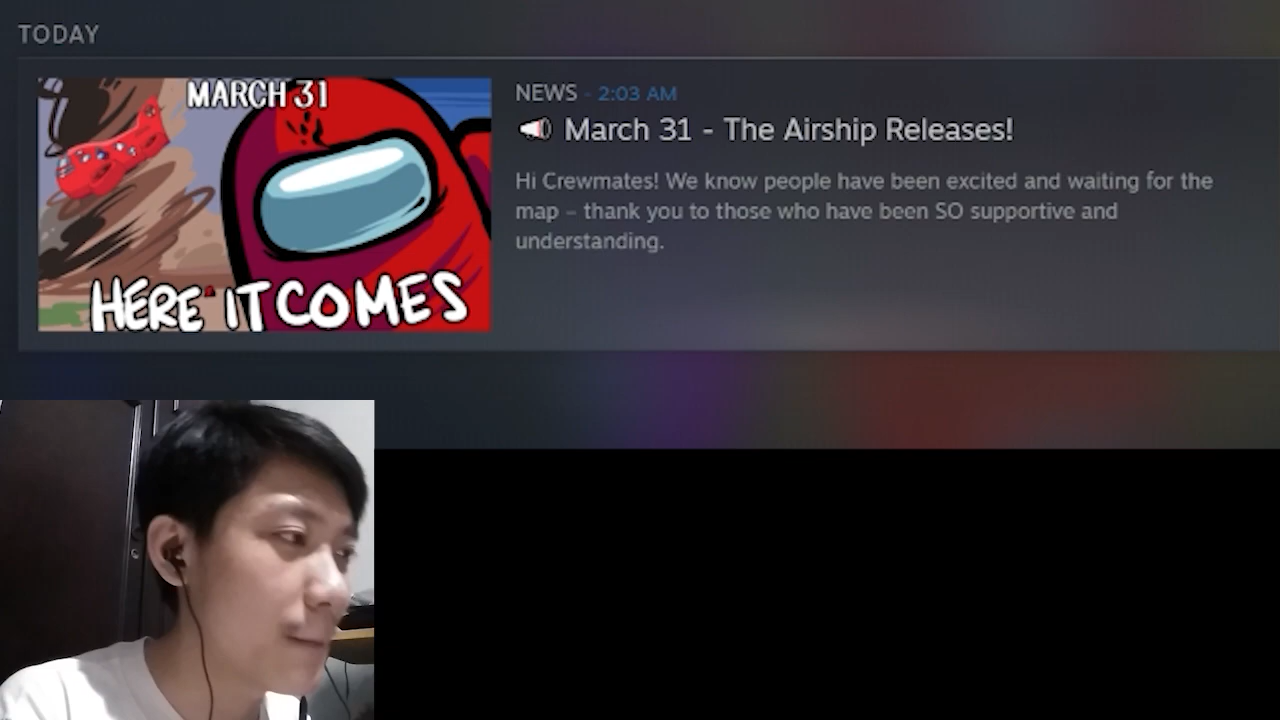 TODAY
MARCH 31
HERE IT COMES
NEWS - 2:03 AM
March 31 - The Airship Releases!
Hi Crewmates! We know people have been excited and waiting for the
map – thank you to those who have been SO supportive and
understanding.